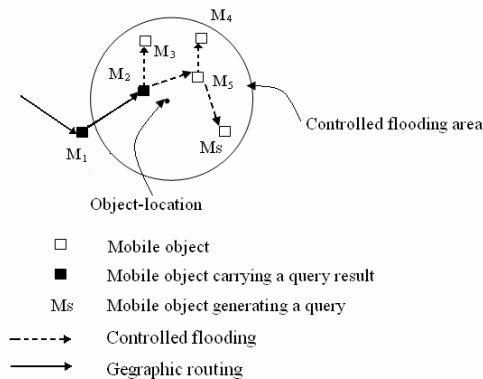 M4
M3
M2
M5
Controlled flooding area
Ms
M1
Object-location
Mobile object
Mobile object carrying a query result
Ms Mobile object generating a query
Controlled flooding
Gegraphic routing